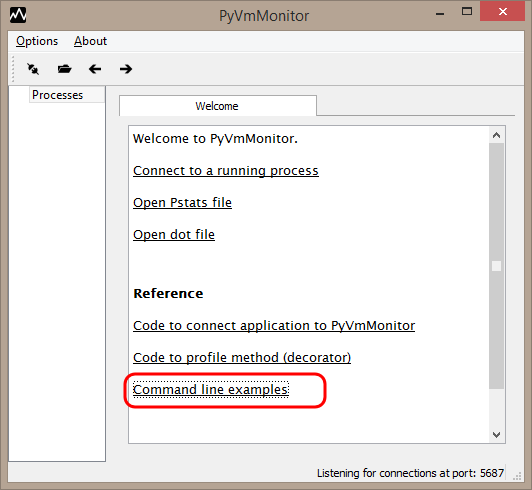 PyVmMonitor
Options About
Processes
Welcome
Welcome to PyVmMonitor.
Connect to a running process
Open Pstats file
Open dot file
Reference
Code to connect application to PyVmMonitor
Code to profile method (decorator)
Command line examples
Listening for connections at port: 5687